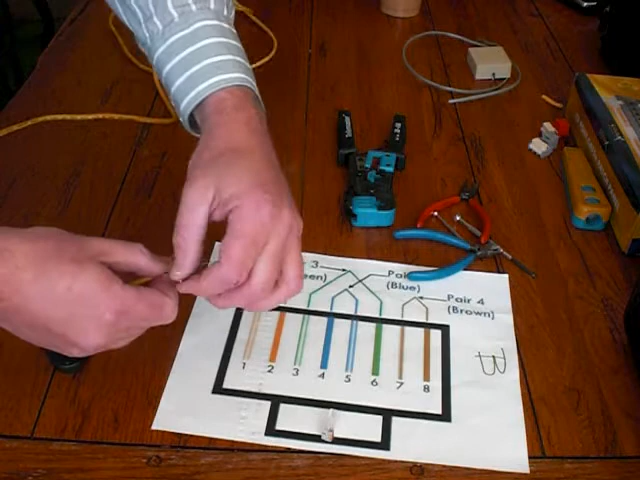 r 3
een)
Pai
(Blue)
Pair 4
(Brown)
1 2 3 4 5 6 7 8
B